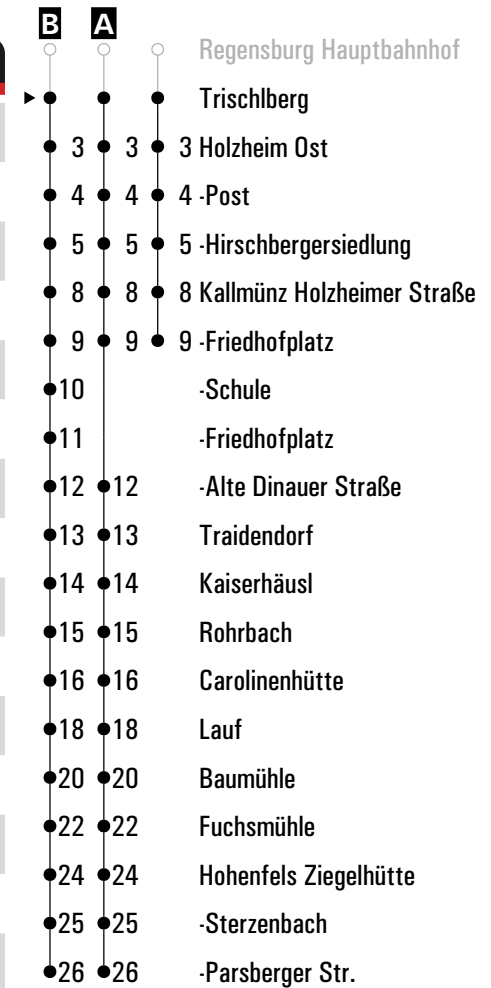 B A
Regensburg Hauptbahnhof
Trischlberg
3 3 3 Holzheim Ost
4 4 4 -Post
5 5 5 -Hirschbergersiedlung
8 8 8 Kallmünz Holzheimer Straße
9 9 9 -Friedhofplatz
10 -Schule
11 -Friedhofplatz
12 12 -Alte Dinauer Straße
13 13 Traidendorf
14 14 Kaiserhäusl
15 15 Rohrbach
16 16 Carolinenhütte
18 18 Lauf
20 20 Baumühle
22 22 Fuchsmühle
24 24 Hohenfels Ziegelhütte
25 25 -Sterzenbach
26 26 -Parsberger Str.